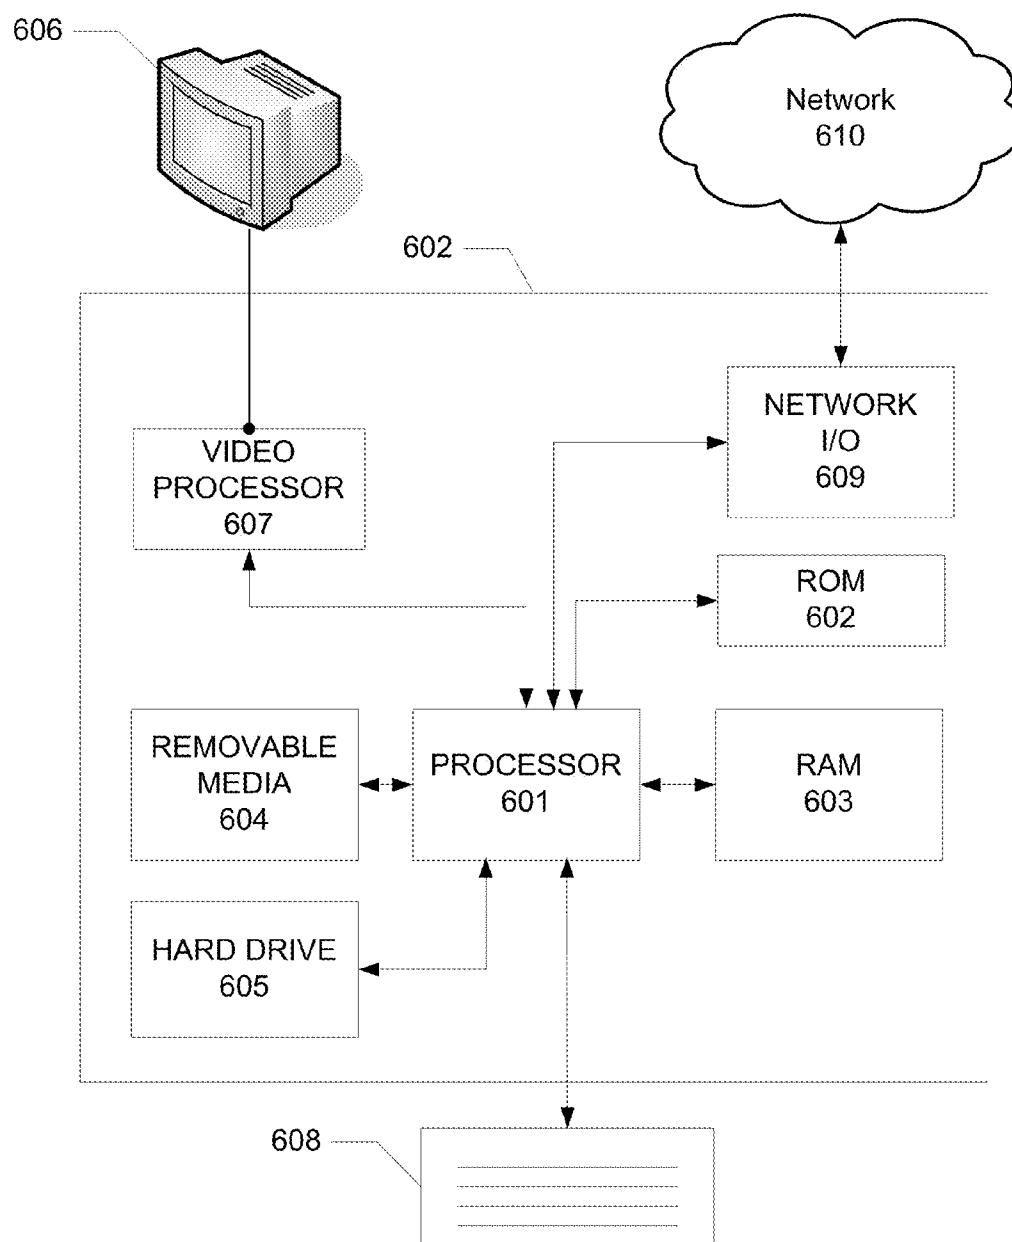 606
Network
610
602
NETWORK
I/O
609
VIDEO
PROCESSOR
607
ROM
602
REMOVABLE
MEDIA
604
PROCESSOR
601
RAM
603
HARD DRIVE
605
608